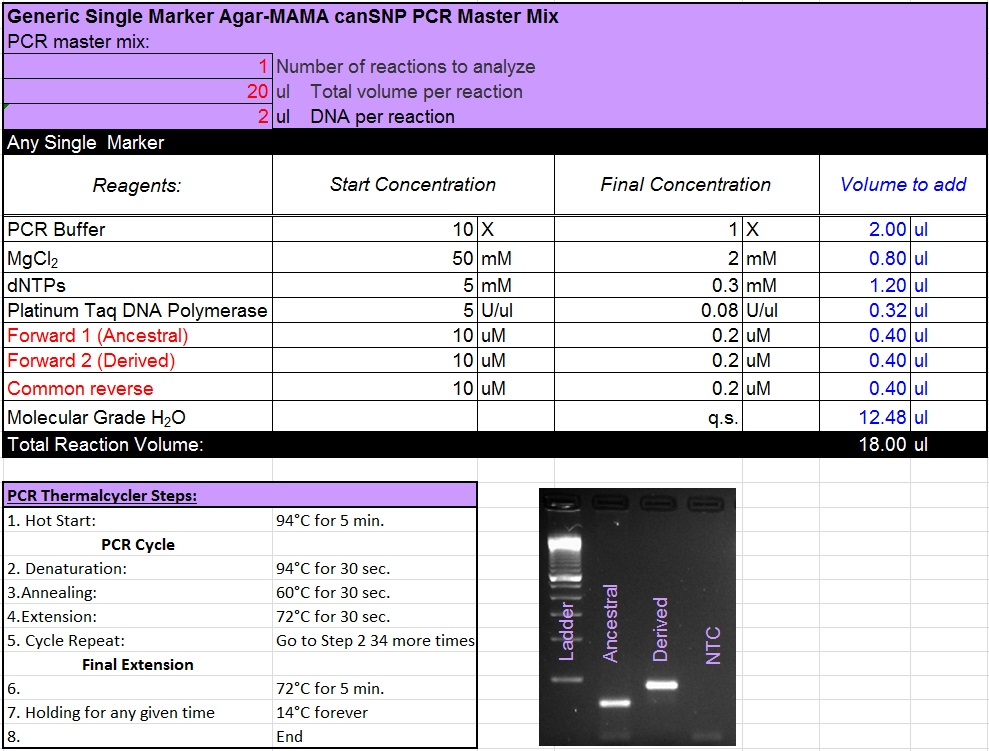 Generic Single Marker Agar-MAMA canSNP PCR Master Mix
PCR master mix:
1 Number of reactions to analyze
20 ul Total volume per reaction
2 ul DNA per reaction
Any Single Marker
Reagents: Start Concentration Final Concentration Volume to add
PCR Buffer 10 X 1 X 2.00 ul
MgCl₂ 50 mM 2 mM 0.80 ul
dNTPs 5 mM 0.3 mM 1.20 ul
Platinum Taq DNA Polymerase 5 U/ul 0.08 U/ul 0.32 ul
Forward 1 (Ancestral) 10 uM 0.2 uM 0.40 ul
Forward 2 (Derived) 10 uM 0.2 uM 0.40 ul
Common reverse 10 uM 0.2 uM 0.40 ul
Molecular Grade H₂O q.s. 12.48 ul
Total Reaction Volume: 18.00 ul
PCR Thermalcycler Steps:
1. Hot Start: 94°C for 5 min.
PCR Cycle
2. Denaturation: 94°C for 30 sec.
3.Annealing: 60°C for 30 sec.
4.Extension: 72°C for 30 sec.
5. Cycle Repeat: Go to Step 2 34 more times
Final Extension
6. 72°C for 5 min.
7. Holding for any given time 14°C forever
8. End
Ladder
Ancestral
Derived
NTC